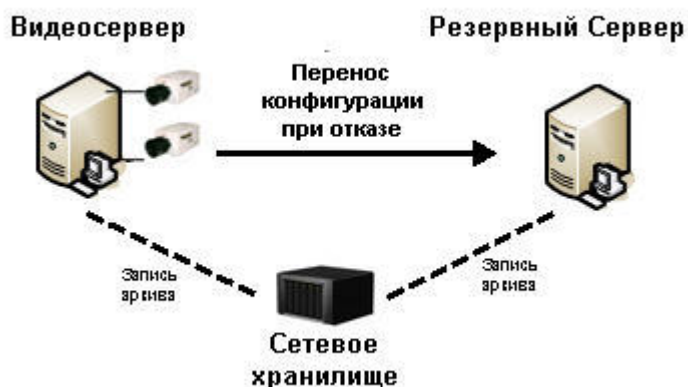 Видеосервер
Резервный Сервер
Перенос
конфигурации
при отказе
Запись
архива
Запись
архива
Сетевое
хранилище